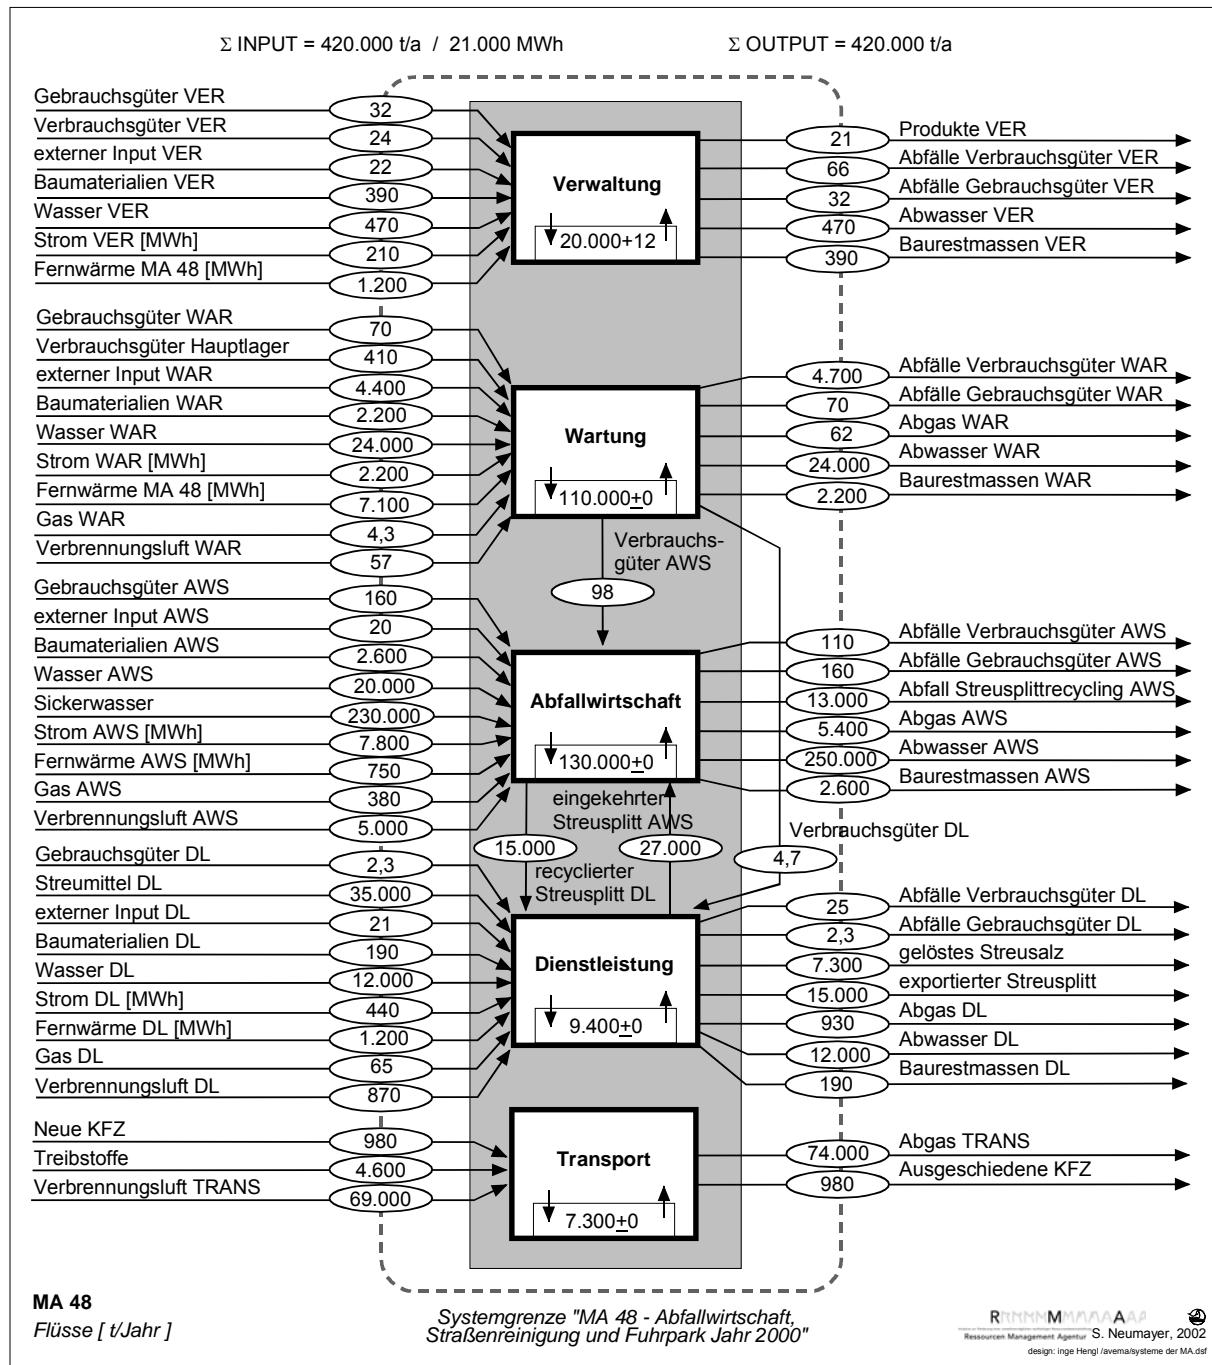 Σ INPUT = 420.000 t/a / 21.000 MWh
Σ OUTPUT = 420.000 t/a
Gebrauchsgüter VER
32
Verbrauchsgüter VER
24
externer Input VER
22
Baumaterialien VER
390
Wasser VER
470
Strom VER [MWh]
210
Fernwärme MA 48 [MWh]
1.200
Verwaltung
20.000+12
21
Produkte VER
66
Abfälle Verbrauchsgüter VER
32
Abfälle Gebrauchsgüter VER
470
Abwasser VER
390
Baurestmassen VER
Gebrauchsgüter WAR
70
Verbrauchsgüter Hauptlager
410
externer Input WAR
4.400
Baumaterialien WAR
2.200
Wasser WAR
24.000
Strom WAR [MWh]
2.200
Fernwärme MA 48 [MWh]
7.100
Gas WAR
4,3
Verbrennungsluft WAR
57
Wartung
110.000±0
4.700
Abfälle Verbrauchsgüter WAR
70
Abfälle Gebrauchsgüter WAR
62
Abgas WAR
24.000
Abwasser WAR
2.200
Baurestmassen WAR
Verbrauchs-
güter AWS
98
Gebrauchsgüter AWS
160
externer Input AWS
20
Baumaterialien AWS
2.600
Wasser AWS
20.000
Sickerwasser
230.000
Strom AWS [MWh]
7.800
Fernwärme AWS [MWh]
750
Gas AWS
380
Verbrennungsluft AWS
5.000
Abfallwirtschaft
130.000±0
110
Abfälle Verbrauchsgüter AWS
160
Abfälle Gebrauchsgüter AWS
13.000
Abfall Streusplittrecycling AWS
5.400
Abgas AWS
250.000
Abwasser AWS
2.600
Baurestmassen AWS
eingekehrter
Streusplitt AWS
15.000
27.000
recyclierter
Streusplitt DL
Verbrauchsgüter DL
4,7
Gebrauchsgüter DL
2,3
Streumittel DL
35.000
externer Input DL
21
Baumaterialien DL
190
Wasser DL
12.000
Strom DL [MWh]
440
Fernwärme DL [MWh]
1.200
Gas DL
65
Verbrennungsluft DL
870
Dienstleistung
9.400±0
25
Abfälle Verbrauchsgüter DL
2,3
Abfälle Gebrauchsgüter DL
7.300
gelöstes Streusalz
15.000
exportierter Streusplitt
930
Abgas DL
12.000
Abwasser DL
190
Baurestmassen DL
Neue KFZ
980
Treibstoffe
4.600
Verbrennungsluft TRANS
69.000
Transport
7.300±0
74.000
Abgas TRANS
980
Ausgeschiedene KFZ
MA 48
Flüsse [ t/Jahr ]
Systemgrenze "MA 48 - Abfallwirtschaft,
Straßenreinigung und Fuhrpark Jahr 2000"
Ressourcen Management Agentur
S. Neumayer, 2002
design: inge Hengl /avema/systeme der MA.dsf